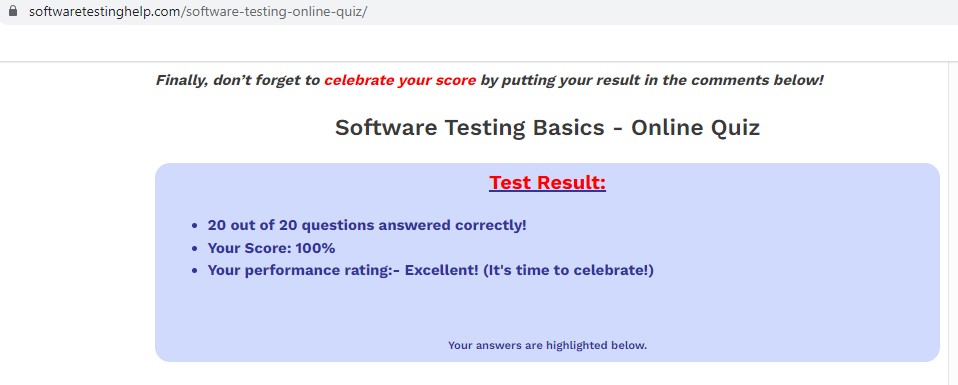 softwaretestinghelp.com/software-testing-online-quiz/
Finally, don’t forget to celebrate your score by putting your result in the comments below!
Software Testing Basics - Online Quiz
Test Result:
• 20 out of 20 questions answered correctly!
• Your Score: 100%
• Your performance rating:- Excellent! (It's time to celebrate!)
Your answers are highlighted below.